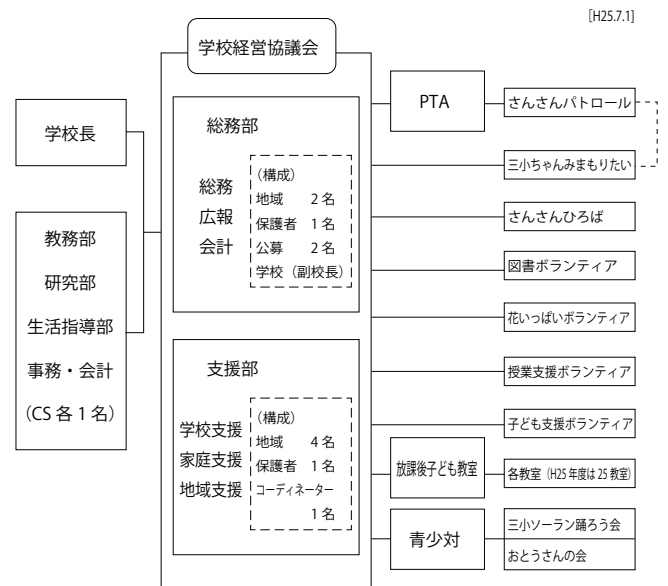 [H25.7.1]
学校経営協議会
学校長
教務部
研究部
生活指導部
事務・会計
(CS 各 1 名)
総務部
総務
広報
会計
(構成)
地域 2 名
保護者 1 名
公募 2 名
学校（副校長）
支援部
学校支援
家庭支援
地域支援
(構成)
地域 4 名
保護者 1 名
コーディネーター
1 名
PTA
さんさんパトロール
三小ちゃんみまもりたい
さんさんひろば
図書ボランティア
花いっぱいボランティア
授業支援ボランティア
子ども支援ボランティア
放課後子ども教室
各教室（H25 年度は 25 教室）
青少対
三小ソーラン踊ろう会
おとうさんの会